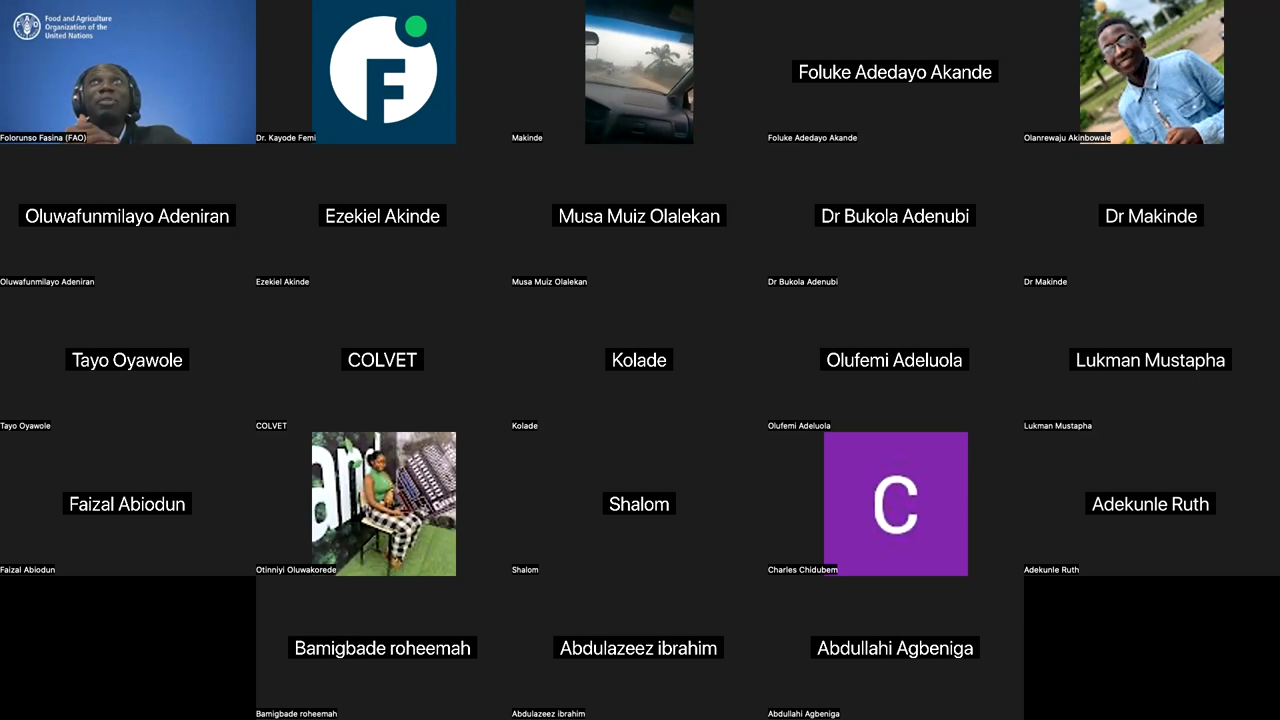 Food and Agriculture
Organization of the
United Nations
Folorunso Fasina (FAO)
F
Dr. Kayode Femi
Makinde
Foluke Adedayo Akande
Foluke Adedayo Akande
Olanrewaju Akinbowale
Oluwafunmilayo Adeniran
Oluwafunmilayo Adeniran
Ezekiel Akinde
Ezekiel Akinde
Musa Muiz Olalekan
Musa Muiz Olalekan
Dr Bukola Adenubi
Dr Bukola Adenubi
Dr Makinde
Dr Makinde
Tayo Oyawole
Tayo Oyawole
COLVET
COLVET
Kolade
Kolade
Olufemi Adeluola
Olufemi Adeluola
Lukman Mustapha
Lukman Mustapha
Faizal Abiodun
Faizal Abiodun
Otinniyi Oluwakorede
Shalom
Shalom
C
Charles Chidubem
Adekunle Ruth
Adekunle Ruth
Bamigbade roheemah
Bamigbade roheemah
Abdulazeez ibrahim
Abdulazeez ibrahim
Abdullahi Agbeniga
Abdullahi Agbeniga